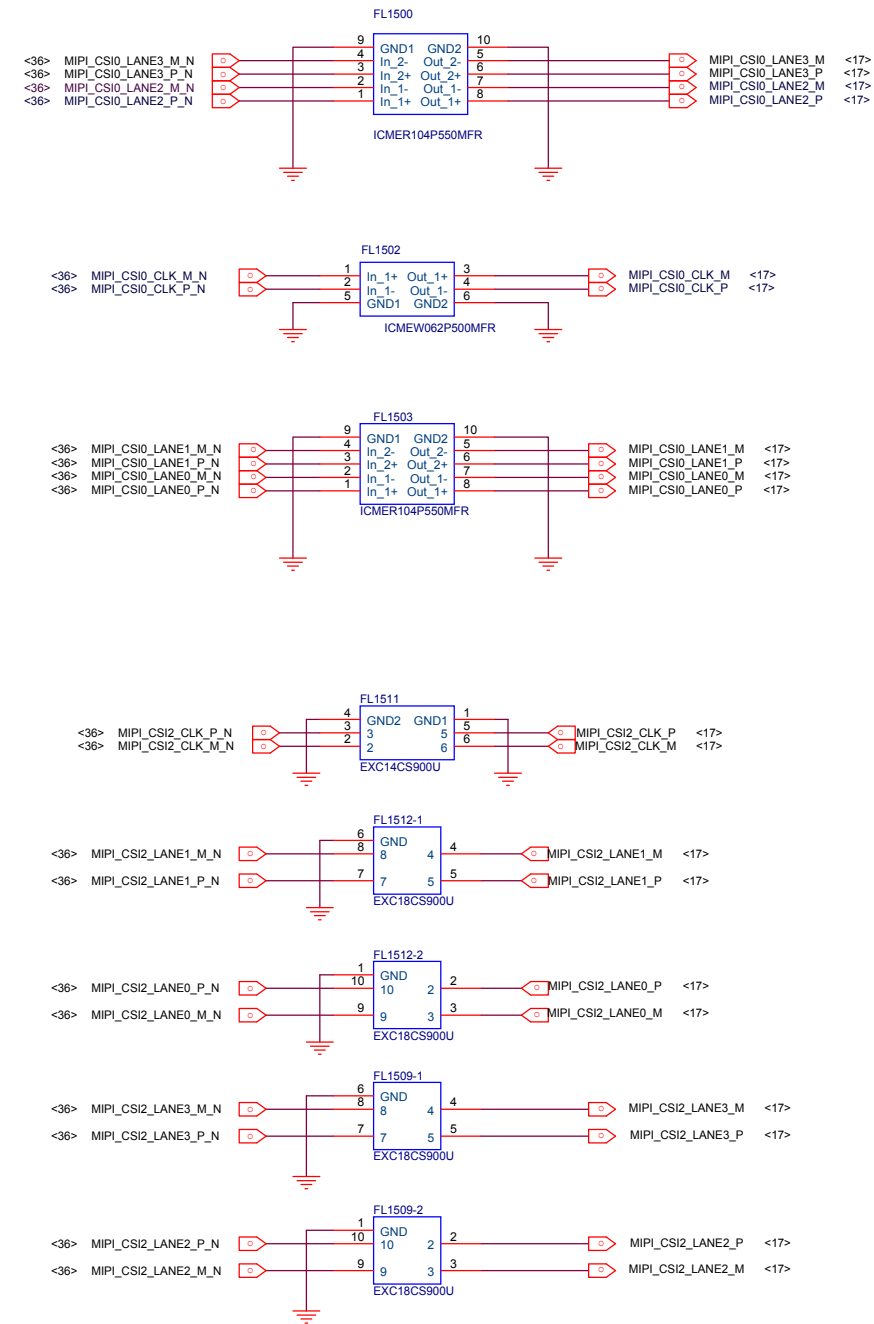 FL1500
9 GND1 GND2 10
<36> MIPI_CSI0_LANE3_M_N 4 In_2- Out_2- 5 MIPI_CSI0_LANE3_M <17>
<36> MIPI_CSI0_LANE3_P_N 3 In_2+ Out_2+ 6 MIPI_CSI0_LANE3_P <17>
<36> MIPI_CSI0_LANE2_M_N 2 In_1- Out_1- 7 MIPI_CSI0_LANE2_M <17>
<36> MIPI_CSI0_LANE2_P_N 1 In_1+ Out_1+ 8 MIPI_CSI0_LANE2_P <17>
ICMER104P550MFR
FL1502
<36> MIPI_CSI0_CLK_M_N 1 In_1+ Out_1+ 3 MIPI_CSI0_CLK_M <17>
<36> MIPI_CSI0_CLK_P_N 2 In_1- Out_1- 4 MIPI_CSI0_CLK_P <17>
5 GND1 GND2 6
ICMEW062P500MFR
FL1503
9 GND1 GND2 10
<36> MIPI_CSI0_LANE1_M_N 4 In_2- Out_2- 5 MIPI_CSI0_LANE1_M <17>
<36> MIPI_CSI0_LANE1_P_N 3 In_2+ Out_2+ 6 MIPI_CSI0_LANE1_P <17>
<36> MIPI_CSI0_LANE0_M_N 2 In_1- Out_1- 7 MIPI_CSI0_LANE0_M <17>
<36> MIPI_CSI0_LANE0_P_N 1 In_1+ Out_1+ 8 MIPI_CSI0_LANE0_P <17>
ICMER104P550MFR
FL1511
4 GND2 GND1 1
<36> MIPI_CSI2_CLK_P_N 3 3 5 5 MIPI_CSI2_CLK_P <17>
<36> MIPI_CSI2_CLK_M_N 2 2 6 6 MIPI_CSI2_CLK_M <17>
EXC14CS900U
FL1512-1
6 GND
<36> MIPI_CSI2_LANE1_M_N 8 8 4 4 MIPI_CSI2_LANE1_M <17>
<36> MIPI_CSI2_LANE1_P_N 7 7 5 5 MIPI_CSI2_LANE1_P <17>
EXC18CS900U
FL1512-2
1 GND
<36> MIPI_CSI2_LANE0_P_N 10 10 2 2 MIPI_CSI2_LANE0_P <17>
<36> MIPI_CSI2_LANE0_M_N 9 9 3 3 MIPI_CSI2_LANE0_M <17>
EXC18CS900U
FL1509-1
6 GND
<36> MIPI_CSI2_LANE3_M_N 8 8 4 4 MIPI_CSI2_LANE3_M <17>
<36> MIPI_CSI2_LANE3_P_N 7 7 5 5 MIPI_CSI2_LANE3_P <17>
EXC18CS900U
FL1509-2
1 GND
<36> MIPI_CSI2_LANE2_P_N 10 10 2 2 MIPI_CSI2_LANE2_P <17>
<36> MIPI_CSI2_LANE2_M_N 9 9 3 3 MIPI_CSI2_LANE2_M <17>
EXC18CS900U